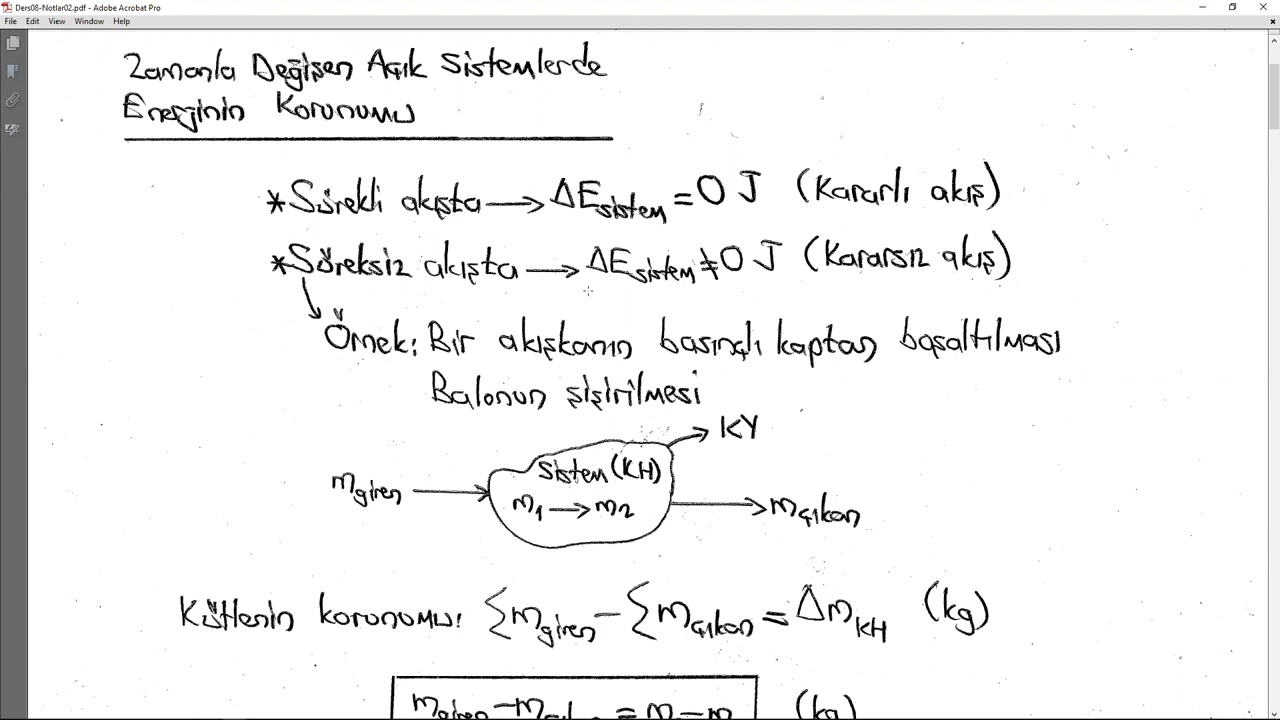 Ders08-Notlar02.pdf - Adobe Acrobat Pro
File Edit View Window Help
Zamanla Değişen Açık Sistemlerde
Enerjinin Korunumu
*Sürekli akışta → ΔEsistem = 0 J (Kararlı akış)
*Süreksiz akışta → ΔEsistem ≠ 0 J (Kararsız akış)
Örnek: Bir akışkanın basınçlı kaptan boşaltılması
Balonun şişirilmesi
KY
Sistem (KH)
mgiren
m1 → m2
mçıkan
Kütlenin korunumu: Σmgiren - Σmçıkan = ΔmKH (kg)